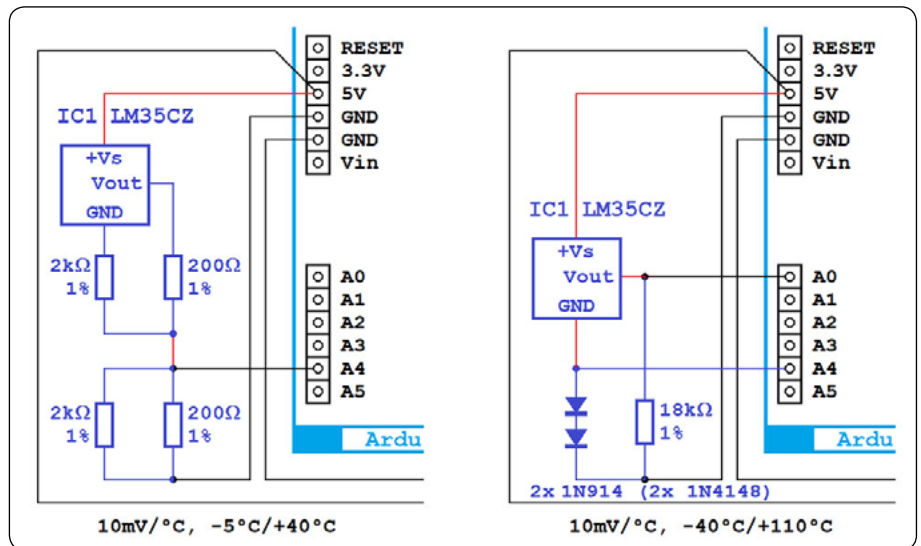 RESET
3.3V
5V
GND
GND
Vin
IC1 LM35CZ
+Vs
Vout
GND
2kΩ
1%
200Ω
1%
A0
A1
A2
A3
A4
A5
2kΩ
1%
200Ω
1%
Ardu
10mV/°C, -5°C/+40°C
RESET
3.3V
5V
GND
GND
Vin
IC1 LM35CZ
+Vs
Vout
GND
A0
A1
A2
A3
A4
A5
18kΩ
1%
Ardu
2x 1N914 (2x 1N4148)
10mV/°C, -40°C/+110°C